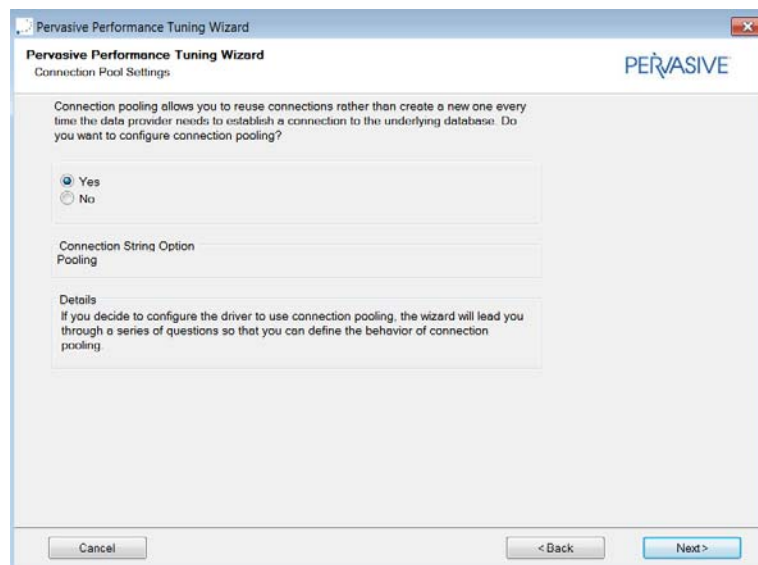 Pervasive Performance Tuning Wizard
Pervasive Performance Tuning Wizard
Connection Pool Settings
PERVASIVE
Connection pooling allows you to reuse connections rather than create a new one every
time the data provider needs to establish a connection to the underlying database. Do
you want to configure connection pooling?
Yes
No
Connection String Option
Pooling
Details
If you decide to configure the driver to use connection pooling, the wizard will lead you
through a series of questions so that you can define the behavior of connection
pooling.
Cancel
<Back
Next>